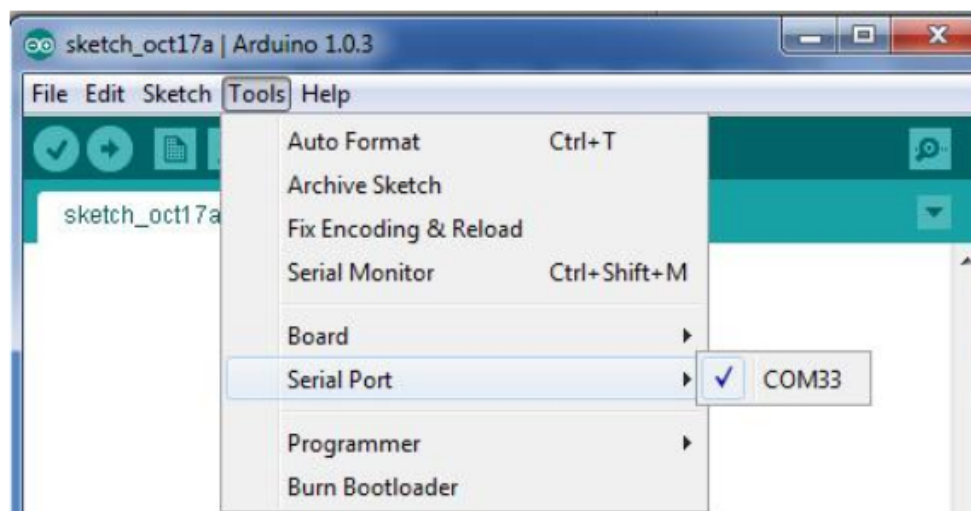 sketch_oct17a | Arduino 1.0.3
File Edit Sketch Tools Help
Auto Format Ctrl+T
Archive Sketch
sketch_oct17a
Fix Encoding & Reload
Serial Monitor Ctrl+Shift+M
Board
Serial Port COM33
Programmer
Burn Bootloader